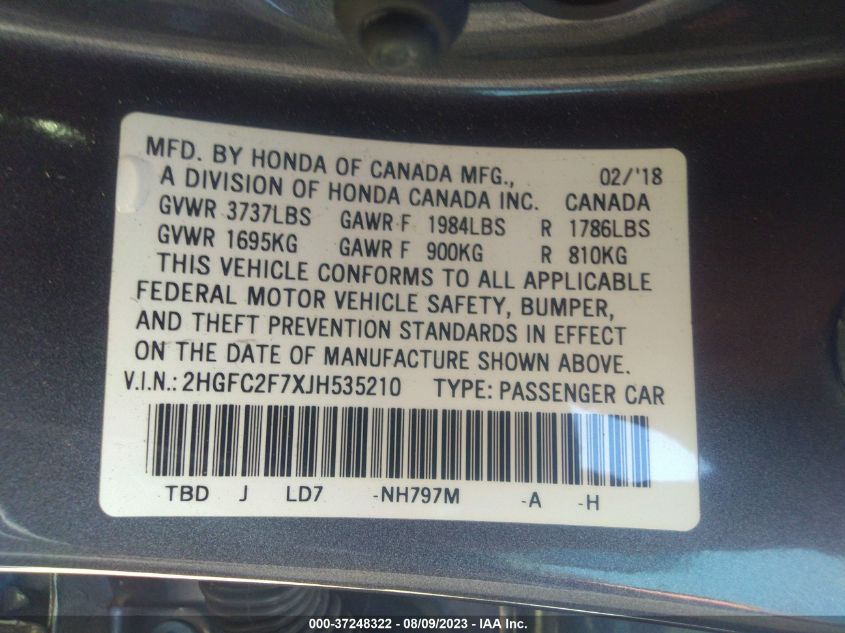 MFD. BY HONDA OF CANADA MFG., 02/'18
A DIVISION OF HONDA CANADA INC. CANADA
GVWR 3737LBS GAWR F 1984LBS R 1786LBS
GVWR 1695KG GAWR F 900KG R 810KG
THIS VEHICLE CONFORMS TO ALL APPLICABLE
FEDERAL MOTOR VEHICLE SAFETY, BUMPER,
AND THEFT PREVENTION STANDARDS IN EFFECT
ON THE DATE OF MANUFACTURE SHOWN ABOVE.
V.I.N.: 2HGFC2F7XJH535210 TYPE: PASSENGER CAR
TBD J LD7 -NH797M -A -H
000-37248322 - 08/09/2023 - IAA Inc.